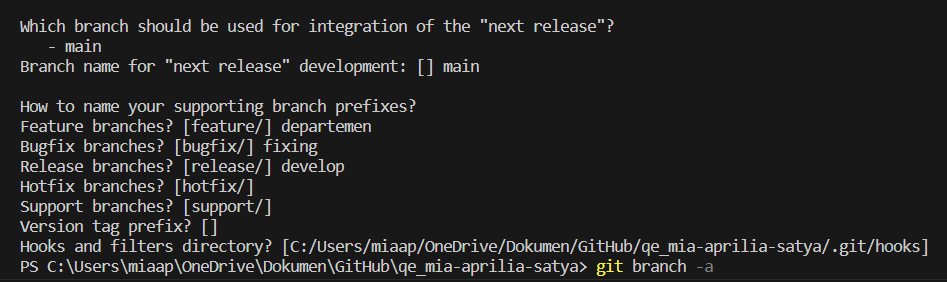 Which branch should be used for integration of the "next release"?
- main
Branch name for "next release" development: [] main
How to name your supporting branch prefixes?
Feature branches? [feature/] departemen
Bugfix branches? [bugfix/] fixing
Release branches? [release/] develop
Hotfix branches? [hotfix/]
Support branches? [support/]
Version tag prefix? []
Hooks and filters directory? [C:/Users/miaap/OneDrive/Dokumen/GitHub/qe_mia-aprilia-satya/.git/hooks]
PS C:\Users\miaap\OneDrive\Dokumen\GitHub\qe_mia-aprilia-satya> git branch -a